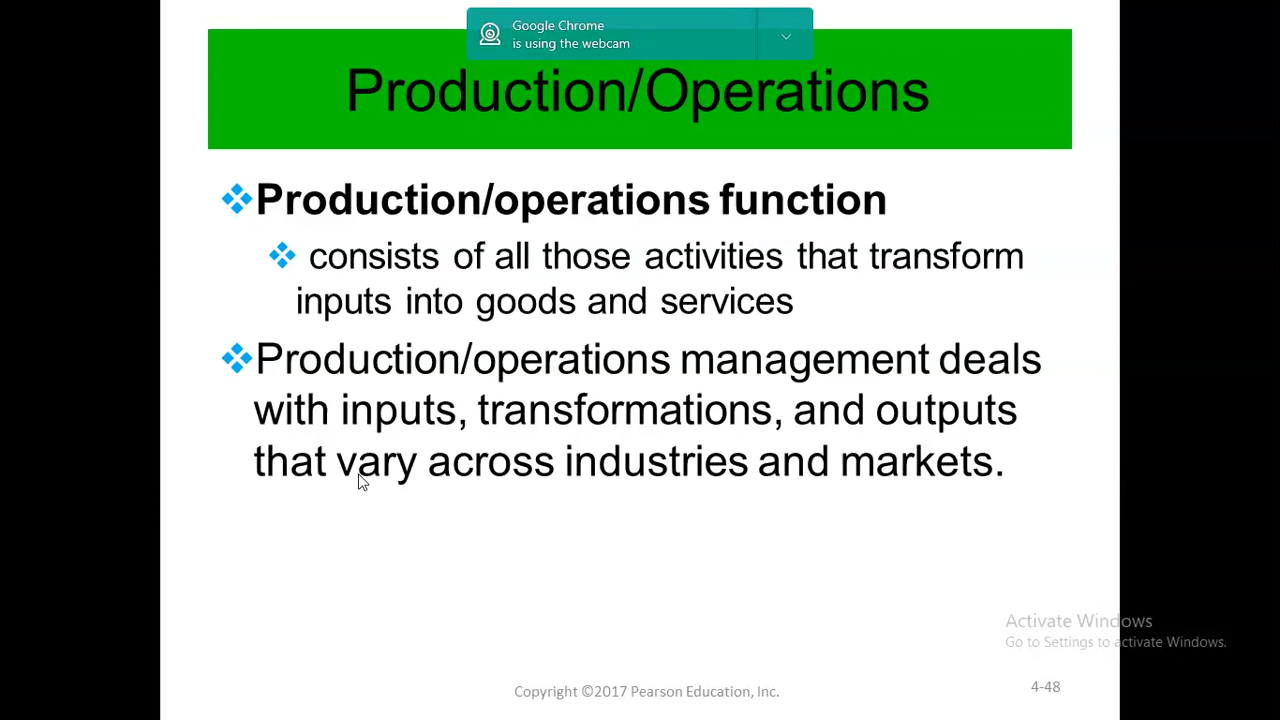 Google Chrome
is using the webcam
Production/Operations
Production/operations function
consists of all those activities that transform
inputs into goods and services
Production/operations management deals
with inputs, transformations, and outputs
that vary across industries and markets.
Activate Windows
Go to Settings to activate Windows.
Copyright ©2017 Pearson Education, Inc.
4-48